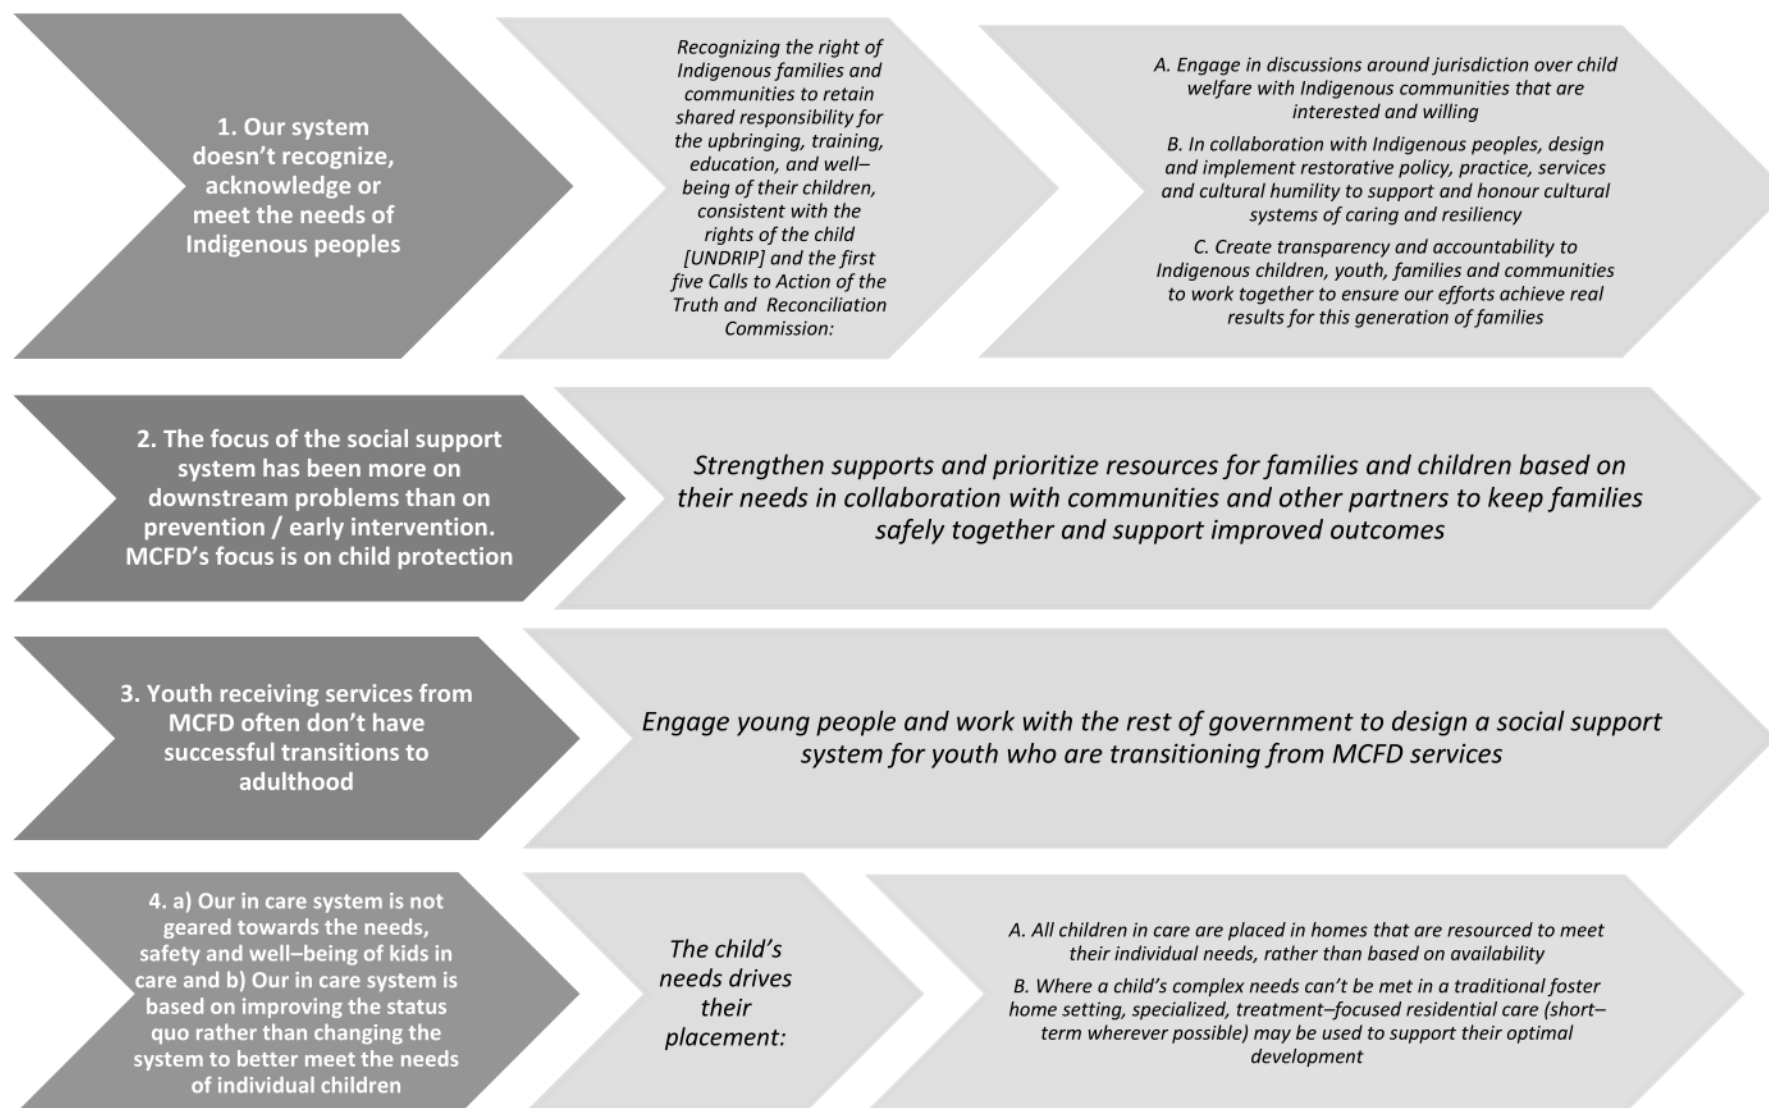 1. Our system
doesn’t recognize,
acknowledge or
meet the needs of
Indigenous peoples
Recognizing the right of
Indigenous families and
communities to retain
shared responsibility for
the upbringing, training,
education, and well–
being of their children,
consistent with the
rights of the child
[UNDRIP] and the first
five Calls to Action of the
Truth and Reconciliation
Commission:
A. Engage in discussions around jurisdiction over child
welfare with Indigenous communities that are
interested and willing
B. In collaboration with Indigenous peoples, design
and implement restorative policy, practice, services
and cultural humility to support and honour cultural
systems of caring and resiliency
C. Create transparency and accountability to
Indigenous children, youth, families and communities
to work together to ensure our efforts achieve real
results for this generation of families
2. The focus of the social support
system has been more on
downstream problems than on
prevention / early intervention.
MCFD’s focus is on child protection
Strengthen supports and prioritize resources for families and children based on
their needs in collaboration with communities and other partners to keep families
safely together and support improved outcomes
3. Youth receiving services from
MCFD often don’t have
successful transitions to
adulthood
Engage young people and work with the rest of government to design a social support
system for youth who are transitioning from MCFD services
4. a) Our in care system is not
geared towards the needs,
safety and well–being of kids in
care and b) Our in care system is
based on improving the status
quo rather than changing the
system to better meet the needs
of individual children
The child’s
needs drives
their
placement:
A. All children in care are placed in homes that are resourced to meet
their individual needs, rather than based on availability
B. Where a child’s complex needs can’t be met in a traditional foster
home setting, specialized, treatment–focused residential care (short–
term wherever possible) may be used to support their optimal
development